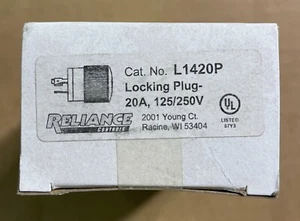 Cat. No. L1420P
Locking Plug-
20A, 125/250V
RELIANCE
CONTROLS
2001 Young Ct.
Racine, WI 53404
UL
LISTED